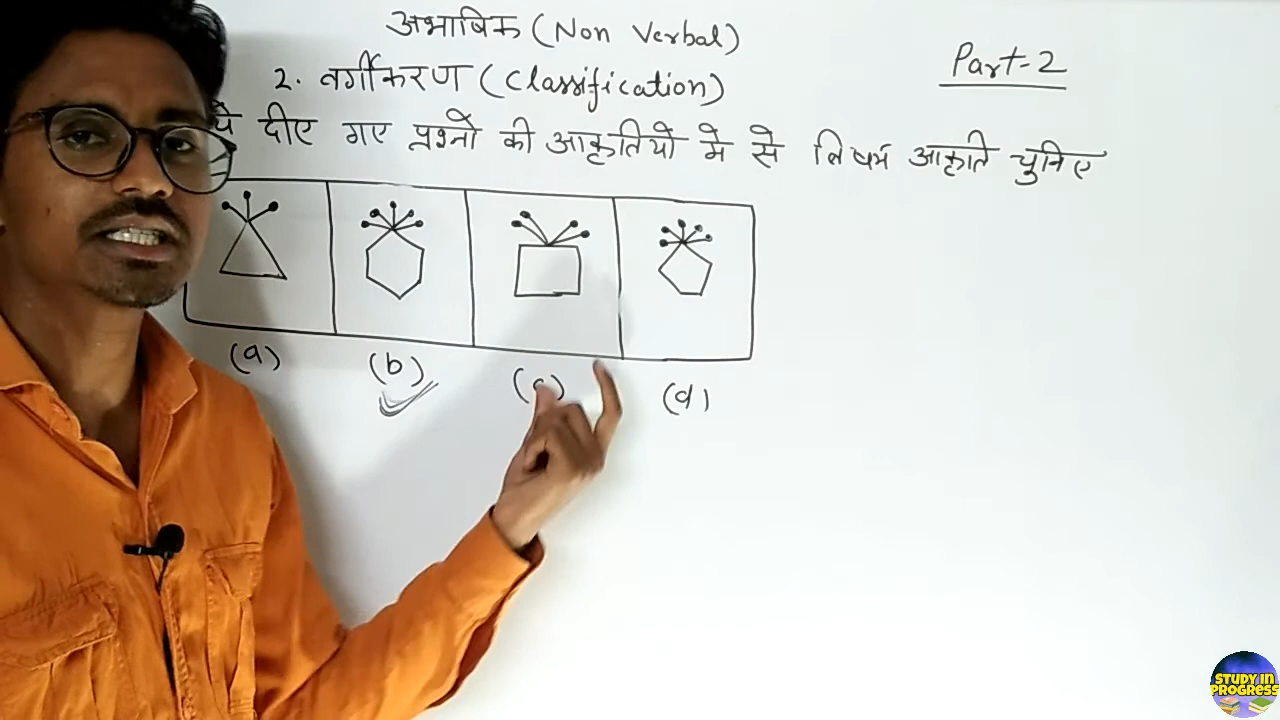 अभाषिक (Non Verbal)
Part-2
2. वर्गीकरण (Classification)
दीए गए प्रश्नो की आकृतियो मे से विषम आकृति चुनिए
(a)
(b)
(c)
(d)
STUDY IN
PROGRESS